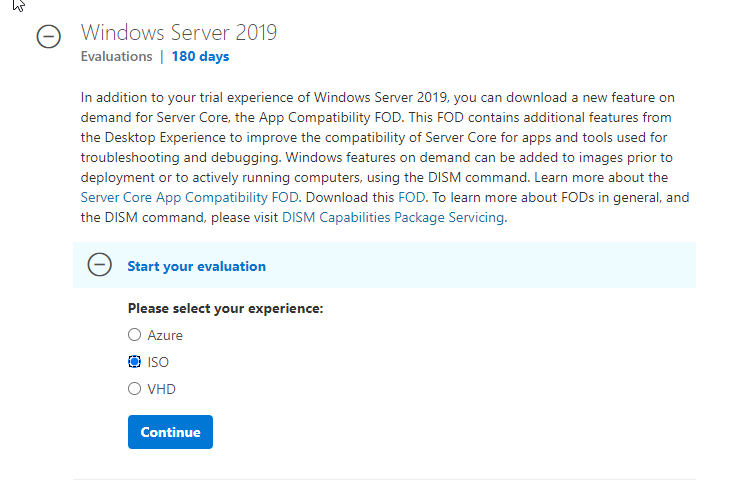 Windows Server 2019
Evaluations | 180 days
In addition to your trial experience of Windows Server 2019, you can download a new feature on
demand for Server Core, the App Compatibility FOD. This FOD contains additional features from
the Desktop Experience to improve the compatibility of Server Core for apps and tools used for
troubleshooting and debugging. Windows features on demand can be added to images prior to
deployment or to actively running computers, using the DISM command. Learn more about the
Server Core App Compatibility FOD. Download this FOD. To learn more about FODs in general, and
the DISM command, please visit DISM Capabilities Package Servicing.
Start your evaluation
Please select your experience:
Azure
ISO
VHD
Continue